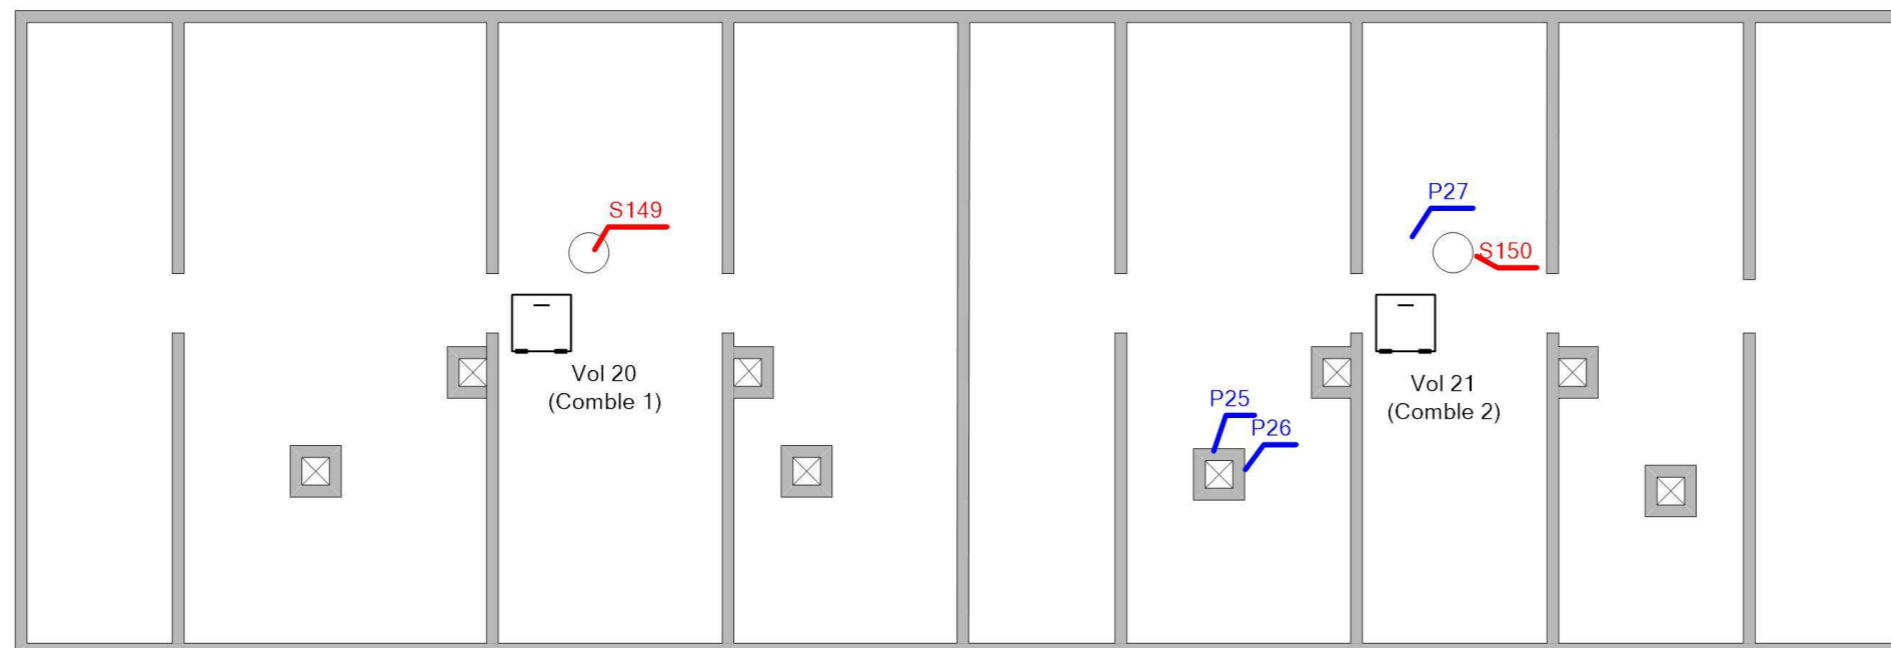 P27
S149
S150
Vol 20
(Comble 1)
Vol 21
(Comble 2)
P25
P26